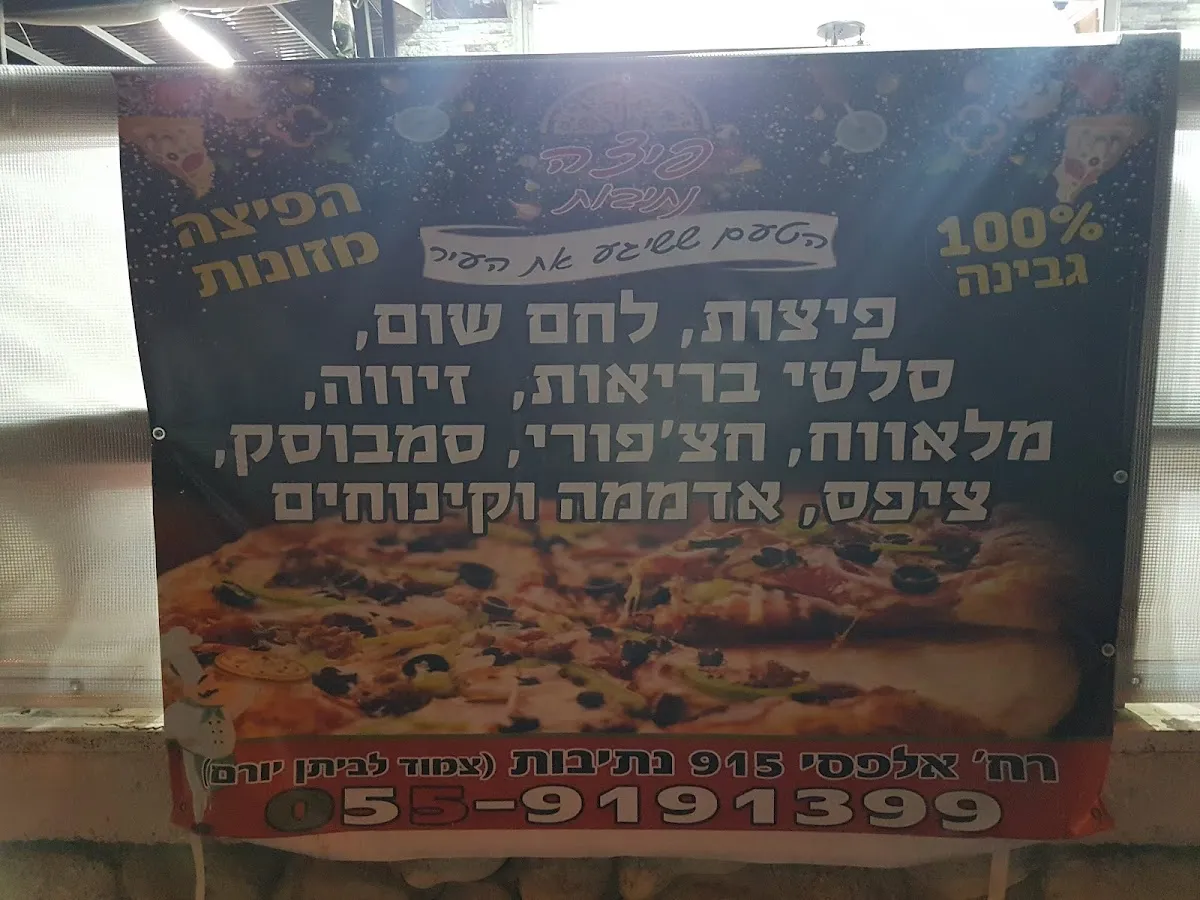 פיצה
נתיבות
הטעם ששיגע את העיר
100%
גבינה
הפיצה
מזונות
פיצות, לחם שום,
סלטי בריאות, זיווה,
מלאווח, חצ'פורי, סמבוסק,
ציפס, אדממה וקינוחים
רח' אלפסי 915 נתיבות (צמוד לביתן יורם)
055-9191399